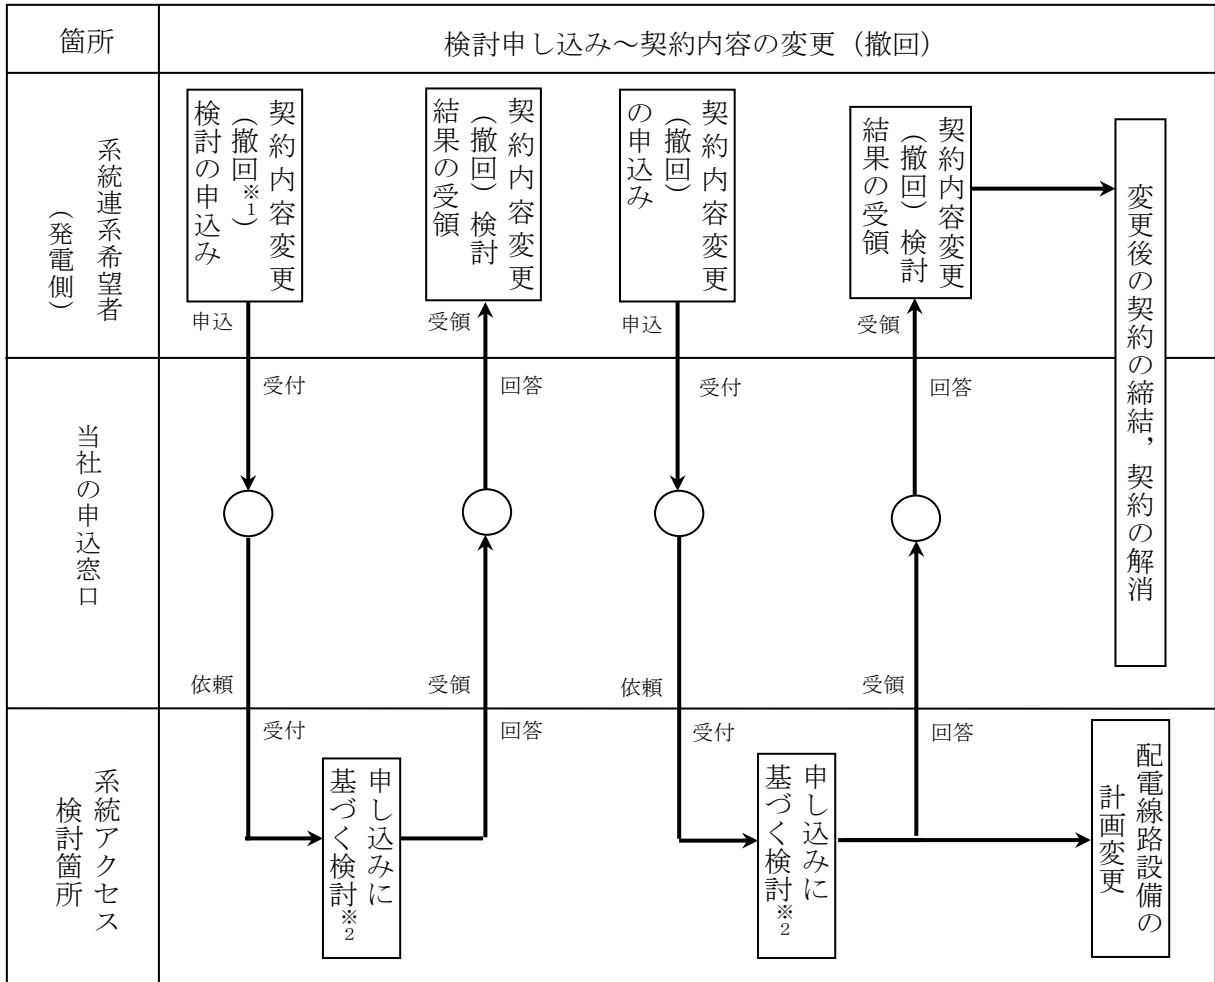 箇所
検討申し込み～契約内容の変更（撤回）
系統連系希望者
（発電側）
契約内容変更
（撤回※1）
検討の申込み
申込
契約内容変更
（撤回）検討
結果の受領
受領
契約内容変更
（撤回）
の申込み
申込
契約内容変更
（撤回）検討
結果の受領
受領
変更後の契約の締結，契約の解消
当社の申込窓口
受付
回答
受付
回答
依頼
受領
依頼
受領
系統アクセス
検討箇所
受付
回答
受付
回答
申し込みに
基づく検討※2
申し込みに
基づく検討※2
配電線路設備の
計画変更